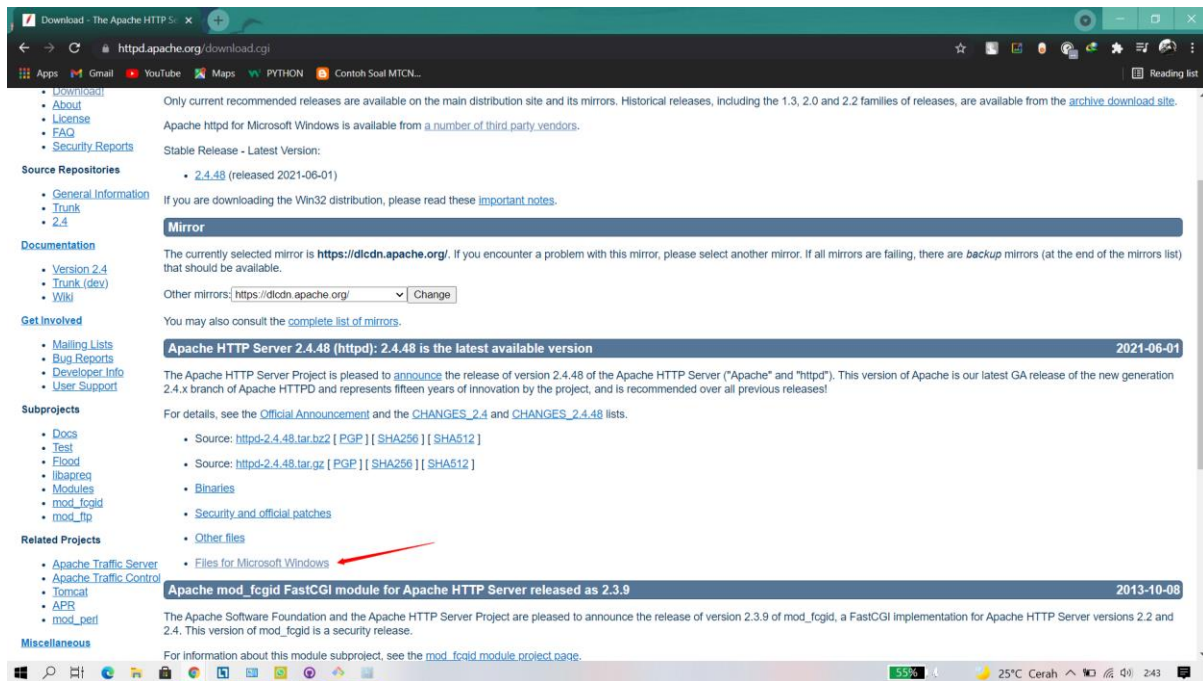 Download - The Apache HTTP Se
httpd.apache.org/download.cgi
Apps
Gmail
YouTube
Maps
PYTHON
Contoh Soal MTCN...
Reading list
Download!
About
License
FAQ
Security Reports
Source Repositories
General Information
Trunk
2.4
Documentation
Version 2.4
Trunk (dev)
Wiki
Get Involved
Mailing Lists
Bug Reports
Developer Info
User Support
Subprojects
Docs
Test
Flood
libapreq
Modules
mod_fcgid
mod_ftp
Related Projects
Apache Traffic Server
Apache Traffic Control
Tomcat
APR
mod_perl
Miscellaneous
Only current recommended releases are available on the main distribution site and its mirrors. Historical releases, including the 1.3, 2.0 and 2.2 families of releases, are available from the archive download site.
Apache httpd for Microsoft Windows is available from a number of third party vendors.
Stable Release - Latest Version:
2.4.48 (released 2021-06-01)
If you are downloading the Win32 distribution, please read these important notes.
Mirror
The currently selected mirror is https://dlcdn.apache.org/. If you encounter a problem with this mirror, please select another mirror. If all mirrors are failing, there are backup mirrors (at the end of the mirrors list)
that should be available.
Other mirrors: https://dlcdn.apache.org/ Change
You may also consult the complete list of mirrors.
Apache HTTP Server 2.4.48 (httpd): 2.4.48 is the latest available version 2021-06-01
The Apache HTTP Server Project is pleased to announce the release of version 2.4.48 of the Apache HTTP Server ("Apache" and "httpd"). This version of Apache is our latest GA release of the new generation
2.4.x branch of Apache HTTPD and represents fifteen years of innovation by the project, and is recommended over all previous releases!
For details, see the Official Announcement and the CHANGES_2.4 and CHANGES_2.4.48 lists.
Source: httpd-2.4.48.tar.bz2 [ PGP ] [ SHA256 ] [ SHA512 ]
Source: httpd-2.4.48.tar.gz [ PGP ] [ SHA256 ] [ SHA512 ]
Binaries
Security and official patches
Other files
Files for Microsoft Windows
Apache mod_fcgid FastCGI module for Apache HTTP Server released as 2.3.9 2013-10-08
The Apache Software Foundation and the Apache HTTP Server Project are pleased to announce the release of version 2.3.9 of mod_fcgid, a FastCGI implementation for Apache HTTP Server versions 2.2 and
2.4. This version of mod_fcgid is a security release.
For information about this module subproject, see the mod_fcgid module project page.
55%
25°C Cerah
2:43